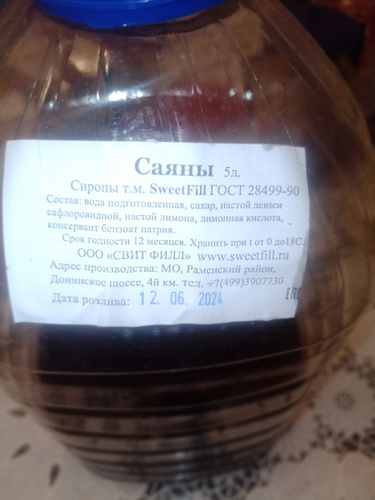 Саяны 5л.
Сиропы т.м. SweetFill ГОСТ 28499-90
Состав: вода подготовленная, сахар, настой левзеи
сафлоровидной, настой лимона, лимонная кислота,
консервант бензоат натрия.
Срок годности 12 месяцев. Хранить при t от 0 до18С.
ООО «СВИТ ФИЛЛ» www.sweetfill.ru
Адрес производства: МО, Раменский район,
Донинское шоссе, 4й км. тел. +7(499)3907730
Дата розлива: 12. 06. 2024
EAC